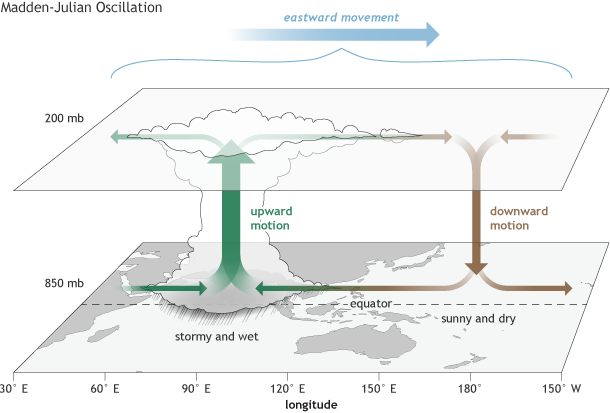 Madden-Julian Oscillation
eastward movement
200 mb
upward
motion
downward
motion
850 mb
equator
sunny and dry
stormy and wet
30° E
60° E
90° E
120° E
150° E
180°
150° W
longitude